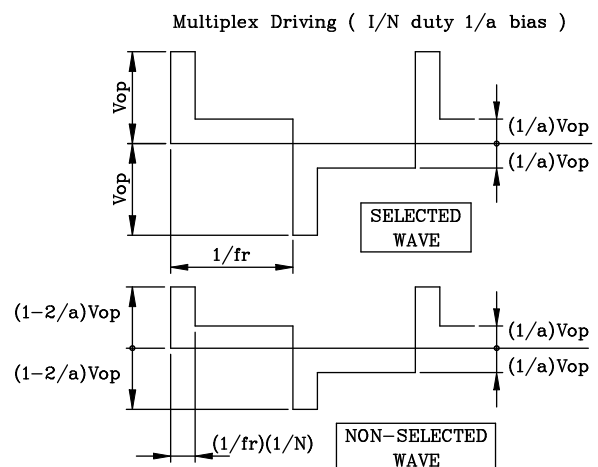 Multiplex Driving ( I/N duty 1/a bias )
Vop
(1/a)Vop
(1/a)Vop
Vop
SELECTED
WAVE
1/fr
(1-2/a)Vop
(1/a)Vop
(1-2/a)Vop
(1/a)Vop
(1/fr)(1/N)
NON-SELECTED
WAVE